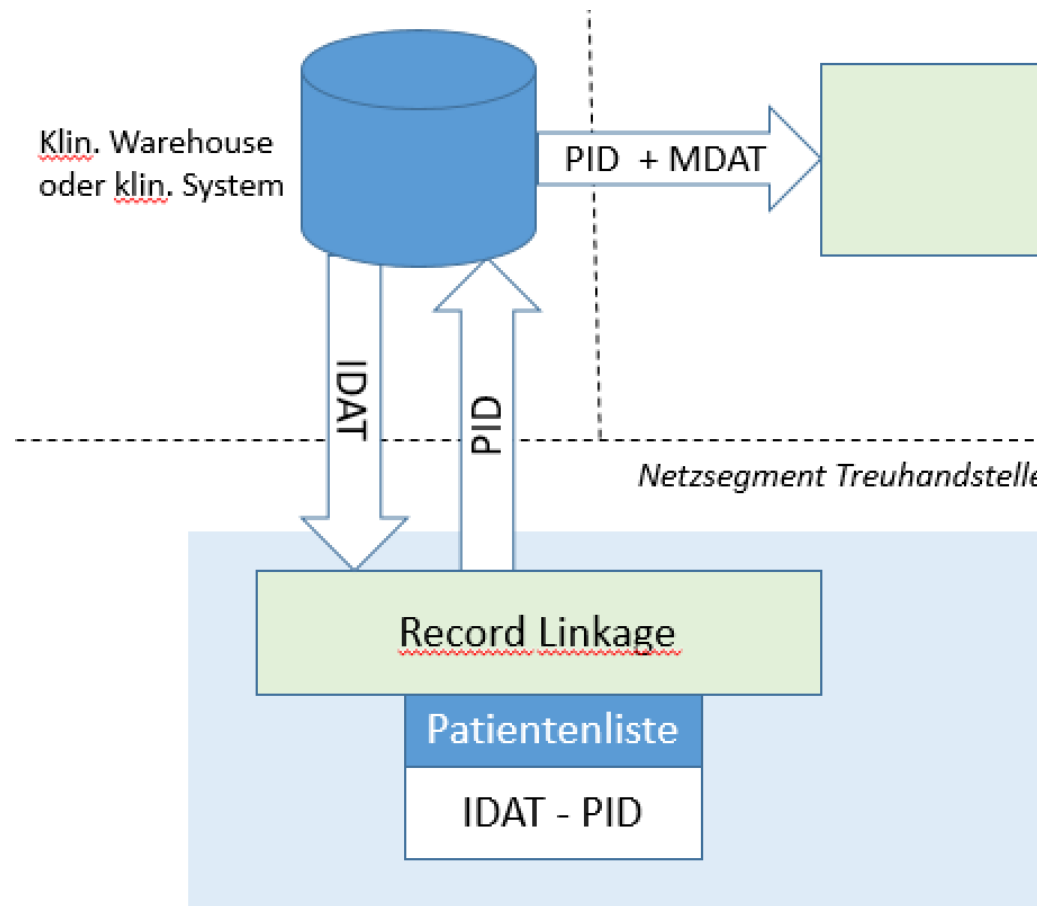 Klin. Warehouse
oder klin. System
PID + MDAT
IDAT
PID
Netzsegment Treuhandstelle
Record Linkage
Patientenliste
IDAT - PID